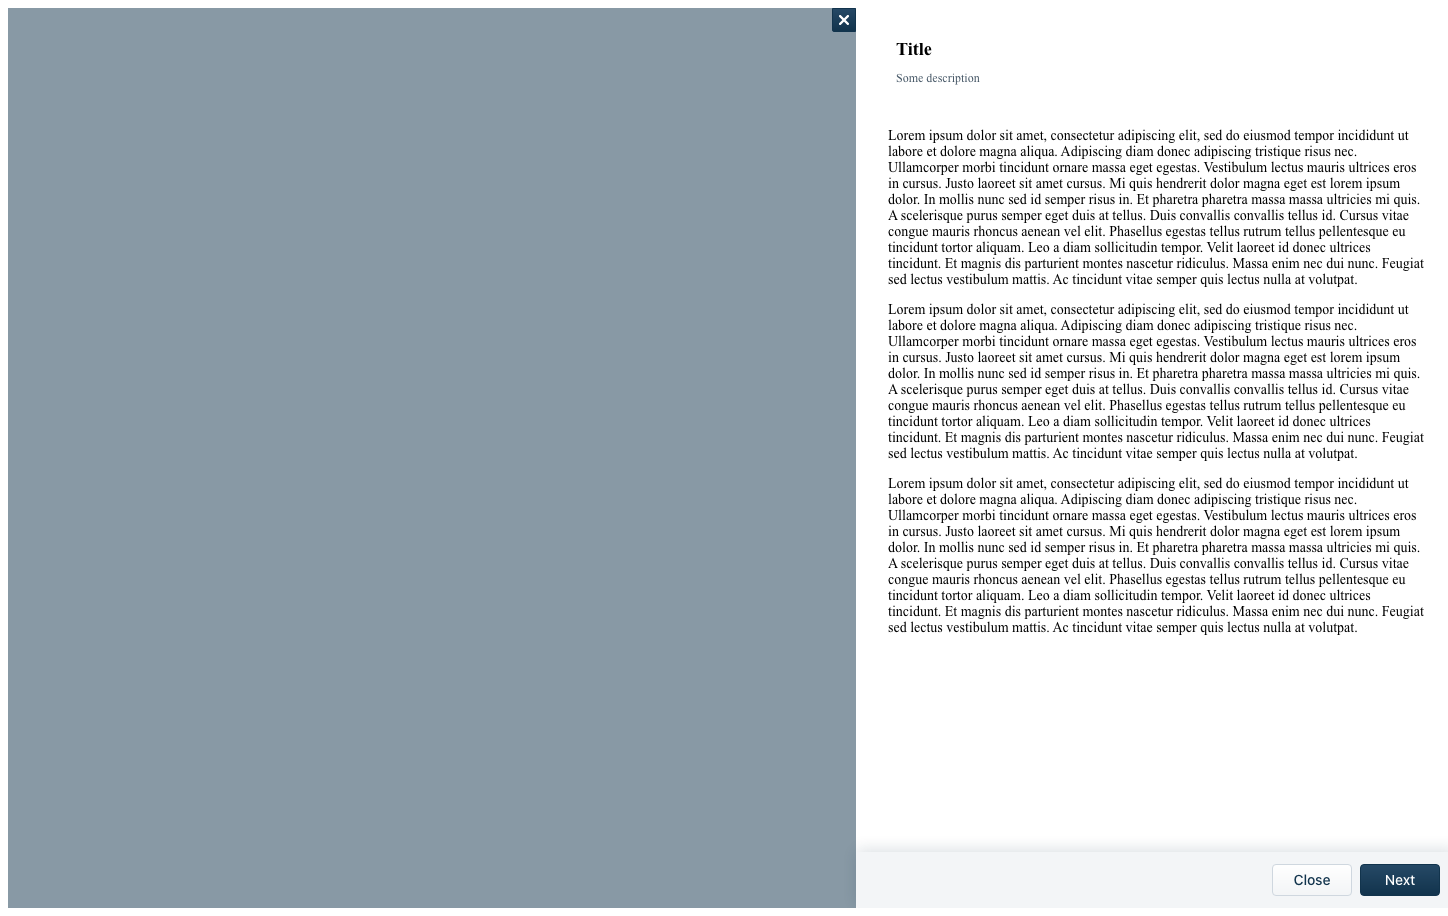 Title
Some description
Lorem ipsum dolor sit amet, consectetur adipiscing elit, sed do eiusmod tempor incididunt ut
labore et dolore magna aliqua. Adipiscing diam donec adipiscing tristique risus nec.
Ullamcorper morbi tincidunt ornare massa eget egestas. Vestibulum lectus mauris ultrices eros
in cursus. Justo laoreet sit amet cursus. Mi quis hendrerit dolor magna eget est lorem ipsum
dolor. In mollis nunc sed id semper risus in. Et pharetra pharetra massa massa ultricies mi quis.
A scelerisque purus semper eget duis at tellus. Duis convallis convallis tellus id. Cursus vitae
congue mauris rhoncus aenean vel elit. Phasellus egestas tellus rutrum tellus pellentesque eu
tincidunt tortor aliquam. Leo a diam sollicitudin tempor. Velit laoreet id donec ultrices
tincidunt. Et magnis dis parturient montes nascetur ridiculus. Massa enim nec dui nunc. Feugiat
sed lectus vestibulum mattis. Ac tincidunt vitae semper quis lectus nulla at volutpat.
Lorem ipsum dolor sit amet, consectetur adipiscing elit, sed do eiusmod tempor incididunt ut
labore et dolore magna aliqua. Adipiscing diam donec adipiscing tristique risus nec.
Ullamcorper morbi tincidunt ornare massa eget egestas. Vestibulum lectus mauris ultrices eros
in cursus. Justo laoreet sit amet cursus. Mi quis hendrerit dolor magna eget est lorem ipsum
dolor. In mollis nunc sed id semper risus in. Et pharetra pharetra massa massa ultricies mi quis.
A scelerisque purus semper eget duis at tellus. Duis convallis convallis tellus id. Cursus vitae
congue mauris rhoncus aenean vel elit. Phasellus egestas tellus rutrum tellus pellentesque eu
tincidunt tortor aliquam. Leo a diam sollicitudin tempor. Velit laoreet id donec ultrices
tincidunt. Et magnis dis parturient montes nascetur ridiculus. Massa enim nec dui nunc. Feugiat
sed lectus vestibulum mattis. Ac tincidunt vitae semper quis lectus nulla at volutpat.
Lorem ipsum dolor sit amet, consectetur adipiscing elit, sed do eiusmod tempor incididunt ut
labore et dolore magna aliqua. Adipiscing diam donec adipiscing tristique risus nec.
Ullamcorper morbi tincidunt ornare massa eget egestas. Vestibulum lectus mauris ultrices eros
in cursus. Justo laoreet sit amet cursus. Mi quis hendrerit dolor magna eget est lorem ipsum
dolor. In mollis nunc sed id semper risus in. Et pharetra pharetra massa massa ultricies mi quis.
A scelerisque purus semper eget duis at tellus. Duis convallis convallis tellus id. Cursus vitae
congue mauris rhoncus aenean vel elit. Phasellus egestas tellus rutrum tellus pellentesque eu
tincidunt tortor aliquam. Leo a diam sollicitudin tempor. Velit laoreet id donec ultrices
tincidunt. Et magnis dis parturient montes nascetur ridiculus. Massa enim nec dui nunc. Feugiat
sed lectus vestibulum mattis. Ac tincidunt vitae semper quis lectus nulla at volutpat.
Close
Next